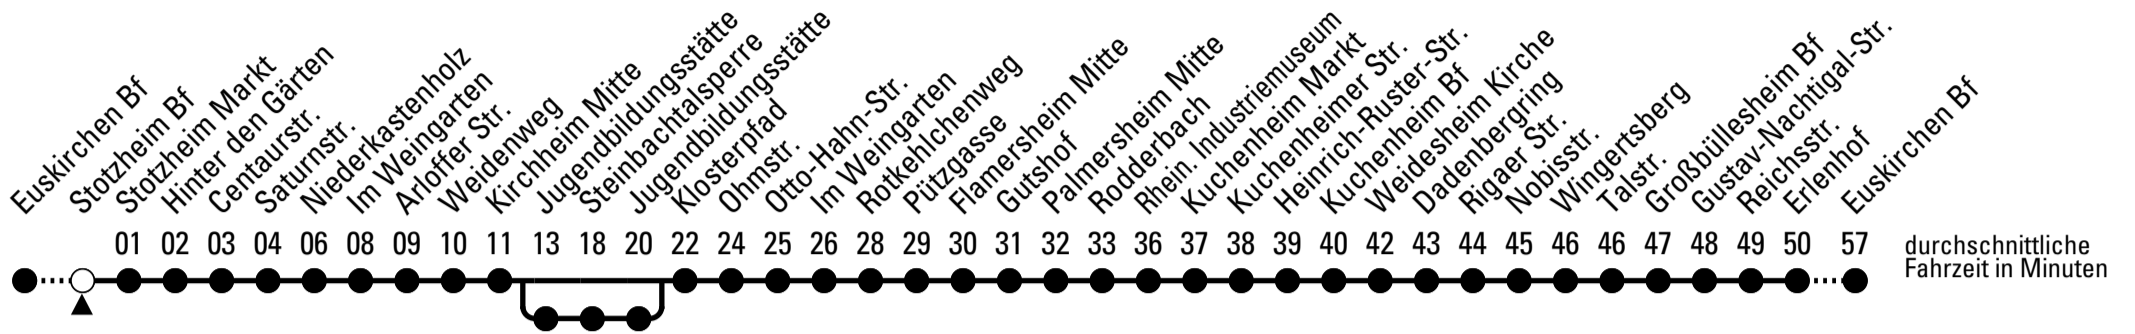 Euskirchen Bf
Stotzheim Bf
Stotzheim Markt
Hinter den Gärten
Centaurstr.
Saturnstr.
Niederkastenholz
Im Weingarten
Arloffer Str.
Weidenweg
Kirchheim Mitte
Jugendbildungsstätte
Steinbachtalsperre
Jugendbildungsstätte
Klosterpfad
Ohmstr.
Otto-Hahn-Str.
Im Weingarten
Rotkehlchenweg
Pützgasse
Flamersheim Mitte
Gutshof
Palmersheim Mitte
Rodderbach
Rhein. Industriemuseum
Kuchenheim Markt
Kuchenheimer Str.
Heinrich-Ruster-Str.
Kuchenheim Bf
Weidesheim Kirche
Dadenbergring
Rigaer Str.
Nobisstr.
Wingertsberg
Talstr.
Großbüllesheim Bf
Gustav-Nachtigal-Str.
Reichsstr.
Erlenhof
Euskirchen Bf
01 02 03 04 06 08 09 10 11 13 18 20 22 24 25 26 28 29 30 31 32 33 36 37 38 39 40 42 43 44 45 46 46 47 48 49 50 57
durchschnittliche
Fahrzeit in Minuten